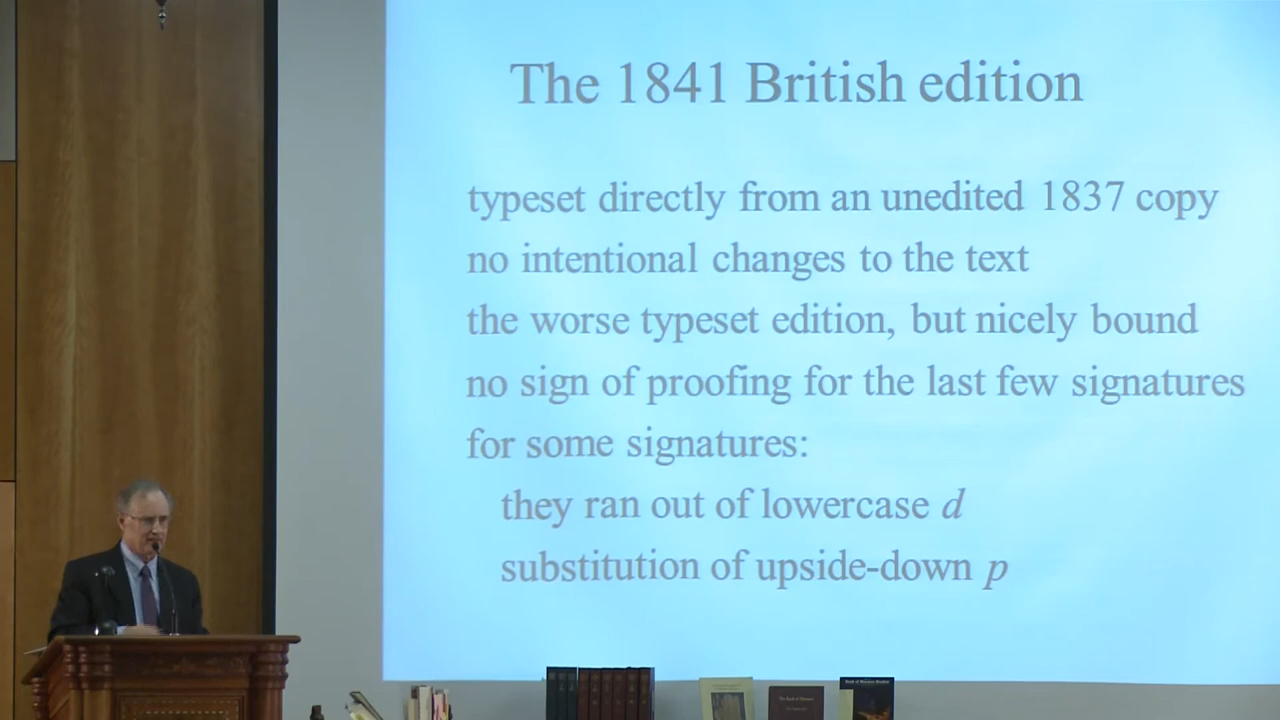 The 1841 British edition
typeset directly from an unedited 1837 copy
no intentional changes to the text
the worse typeset edition, but nicely bound
no sign of proofing for the last few signatures
for some signatures:
they ran out of lowercase d
substitution of upside-down p